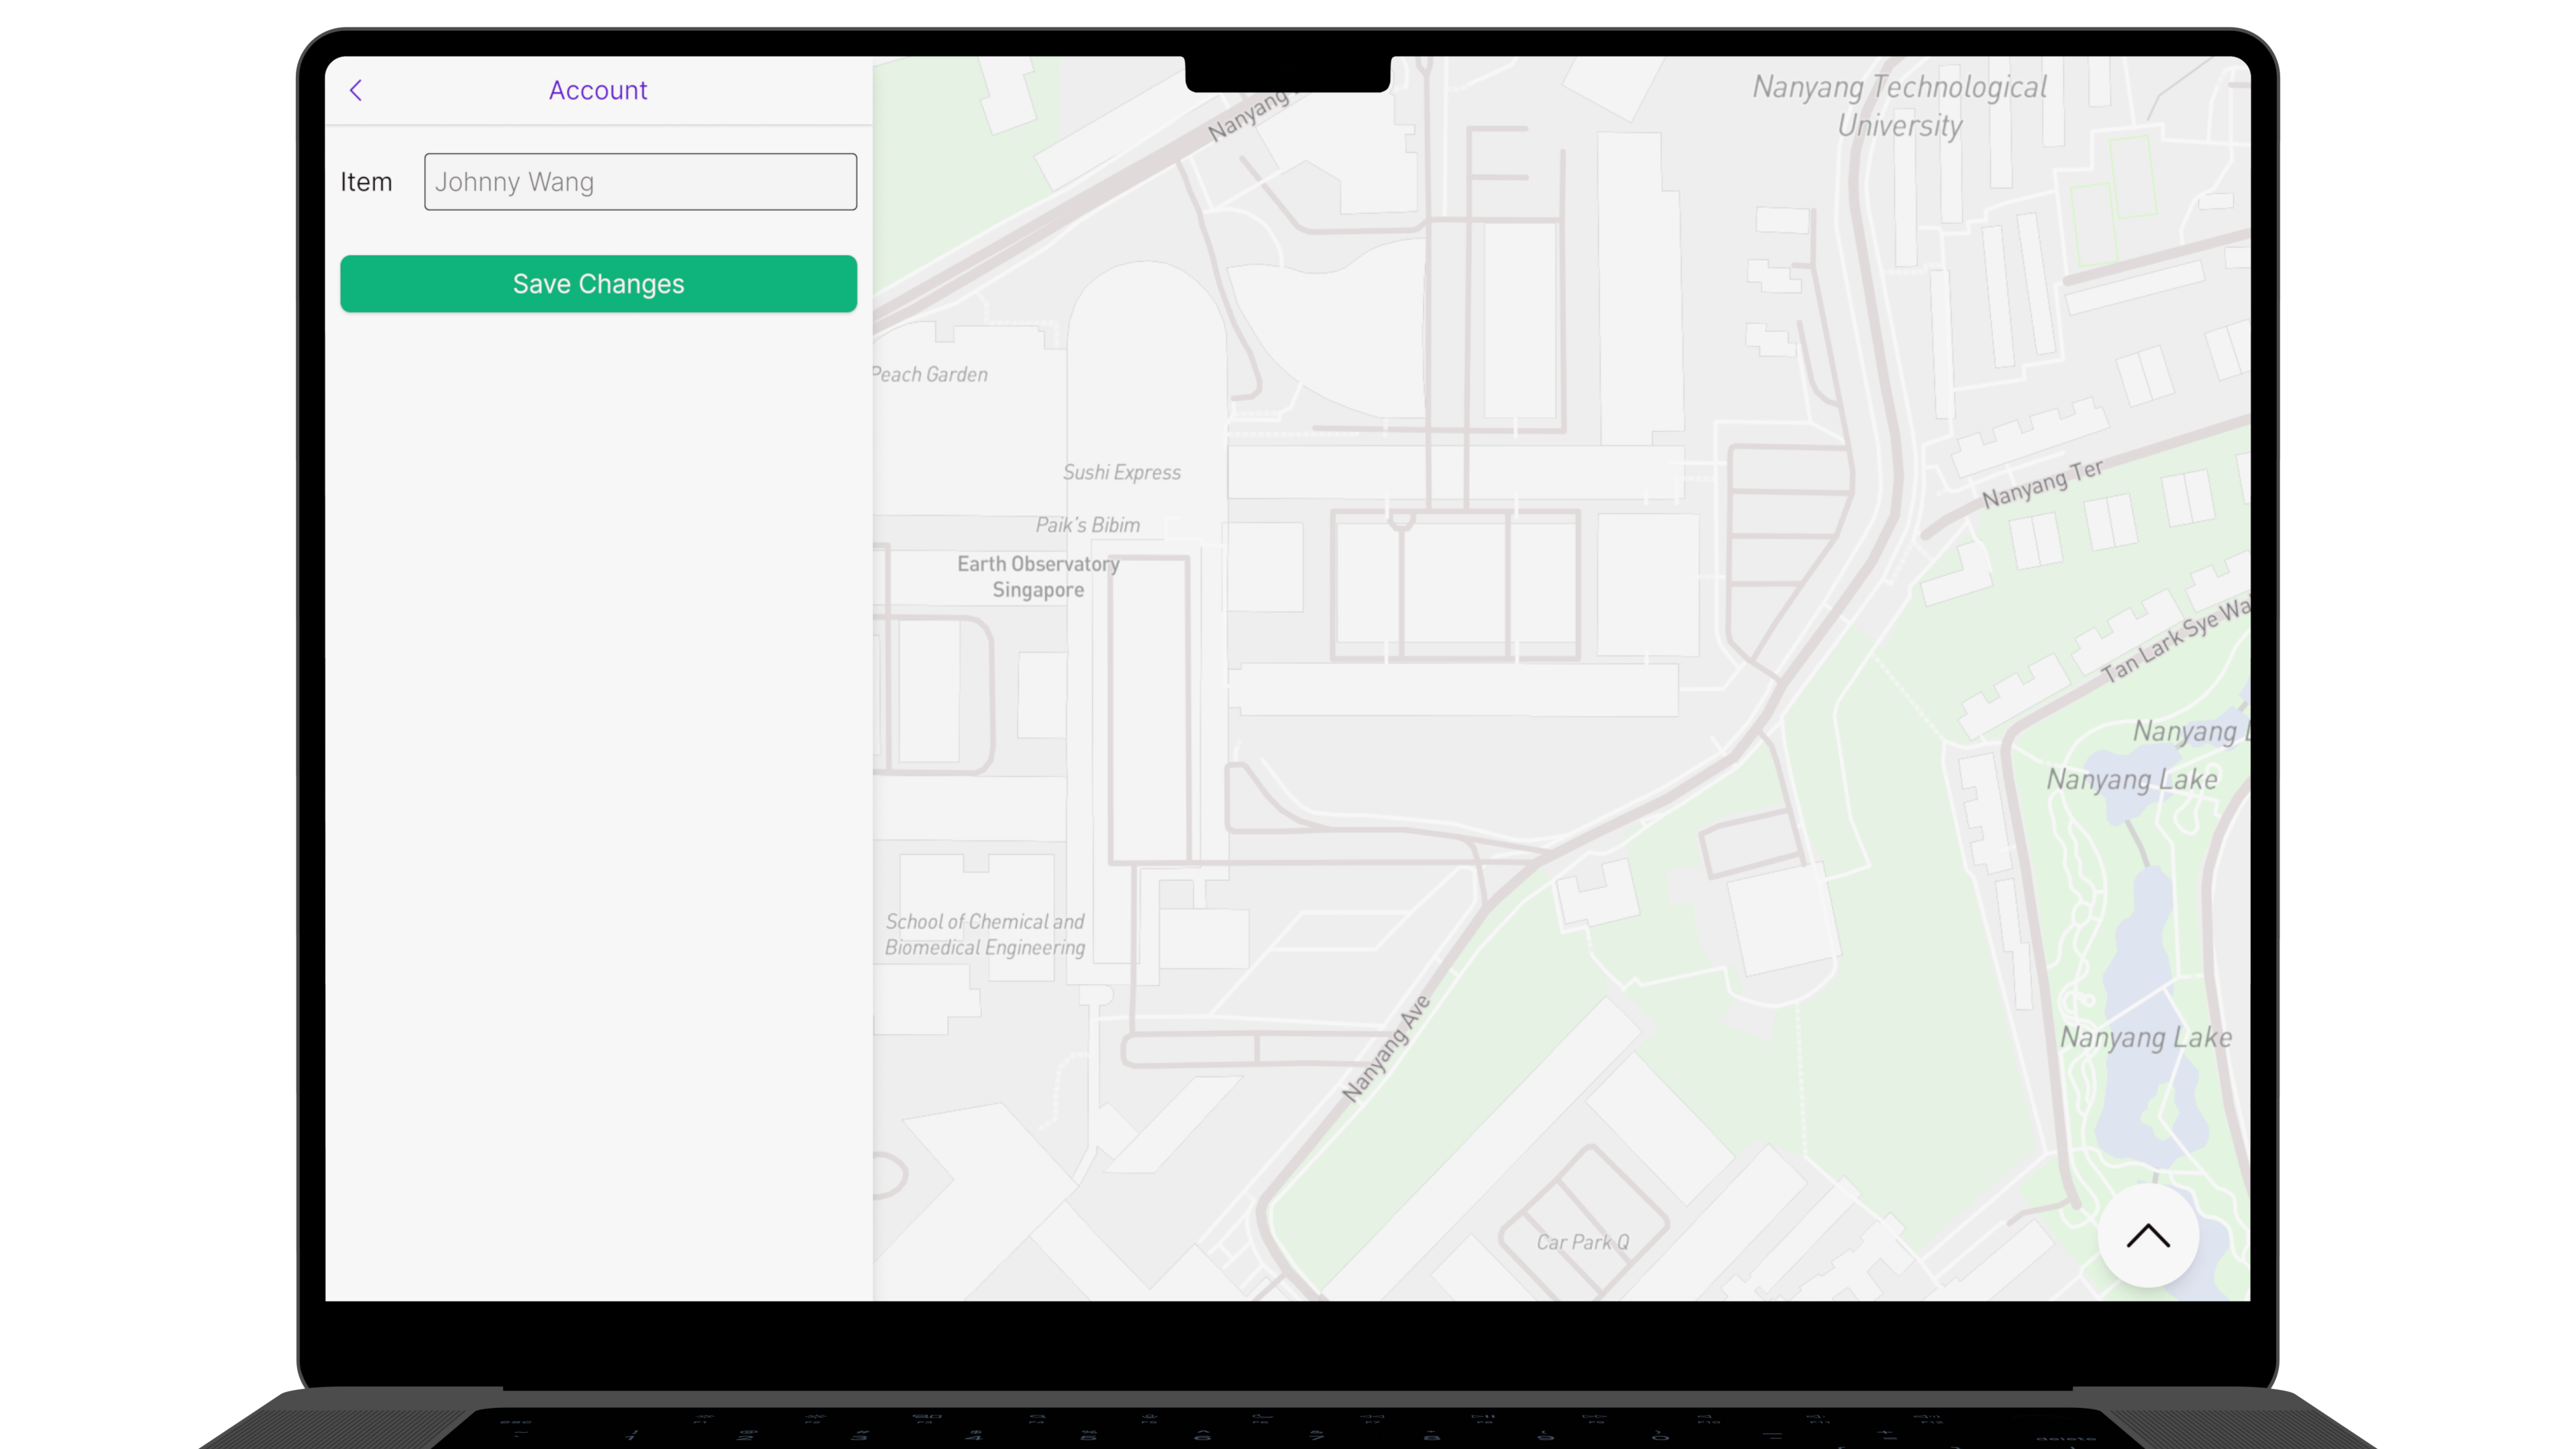 Account
Item
Johnny Wang
Save Changes
Nanyang
Nanyang Technological
University
Peach Garden
Sushi Express
Paik's Bibim
Earth Observatory
Singapore
Nanyang Ter
Tan Lark Sye
Nanyang
Nanyang Lake
School of Chemical and
Biomedical Engineering
Nanyang Ave
Nanyang Lake
Car Park Q
delete